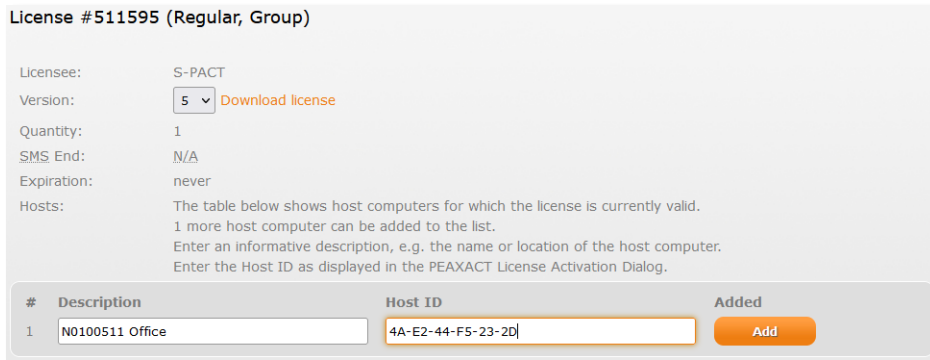 License #511595 (Regular, Group)
Licensee: S-PACT
Version: 5 Download license
Quantity: 1
SMS End: N/A
Expiration: never
Hosts: The table below shows host computers for which the license is currently valid.
1 more host computer can be added to the list.
Enter an informative description, e.g. the name or location of the host computer.
Enter the Host ID as displayed in the PEAXACT License Activation Dialog.
# Description Host ID Added
1 N0100511 Office 4A-E2-44-F5-23-2D Add